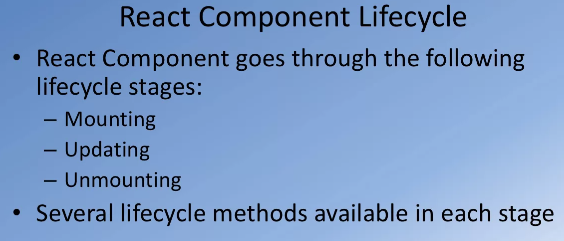 React Component Lifecycle
• React Component goes through the following
lifecycle stages:
– Mounting
– Updating
– Unmounting
• Several lifecycle methods available in each stage